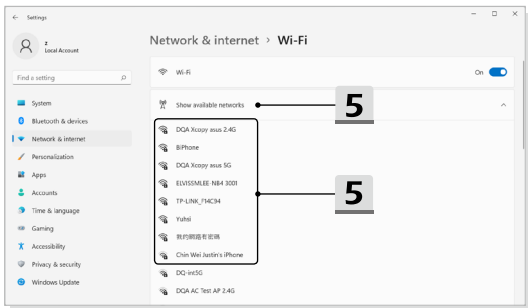 Settings
z
Local Account
Find a setting
System
Bluetooth & devices
Network & internet
Personalization
Apps
Accounts
Time & language
Gaming
Accessibility
Privacy & security
Windows Update
Network & internet > Wi-Fi
Wi-Fi
On
Show available networks
5
DQA Xcopy asus 2.4G
BiPhone
DQA Xcopy asus 5G
ELVISSMLEE-NB4 3001
5
TP-LINK_F14C94
Yuhsi
我的網路有密碼
Chin Wei Justin's iPhone
DQ-int5G
DQA AC Test AP 2.4G